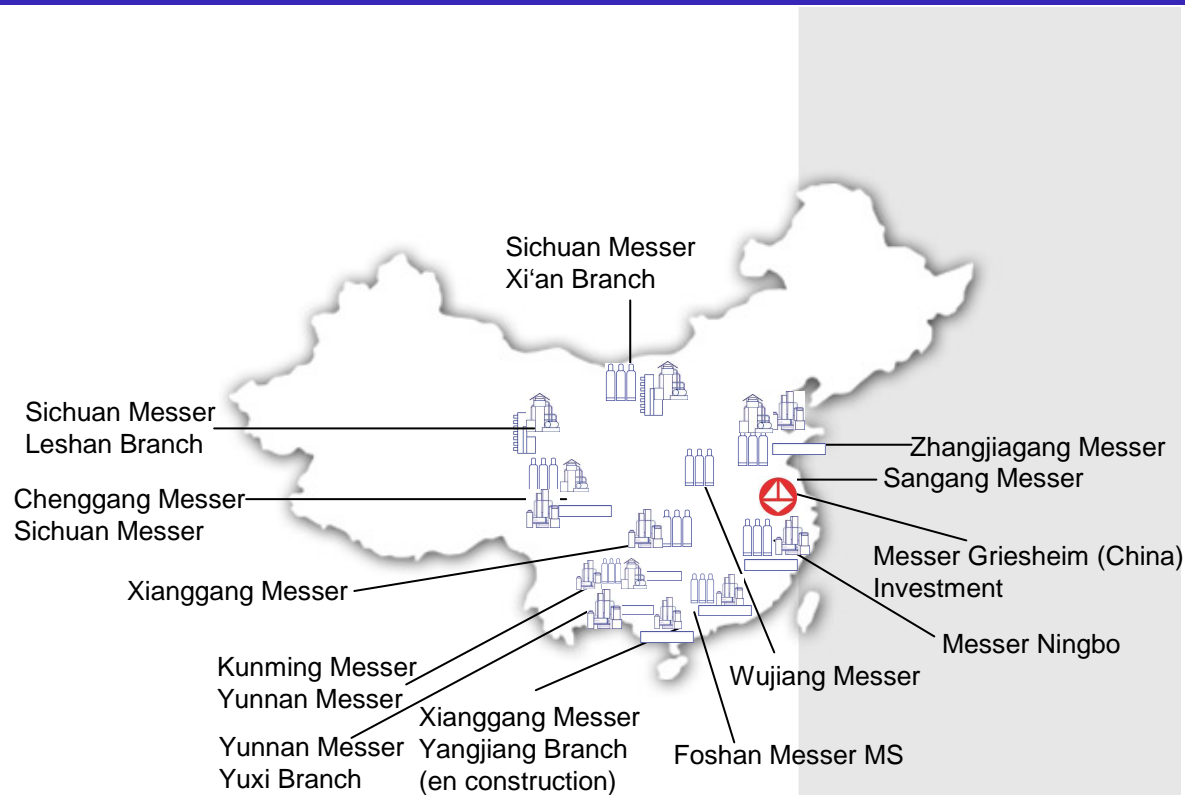 Sichuan Messer
Xi‘an Branch
Sichuan Messer
Leshan Branch
Zhangjiagang Messer
Sangang Messer
Chenggang Messer
Sichuan Messer
Messer Griesheim (China)
Investment
Xianggang Messer
Messer Ningbo
Kunming Messer
Yunnan Messer
Wujiang Messer
Xianggang Messer
Yangjiang Branch
(en construction)
Yunnan Messer
Yuxi Branch
Foshan Messer MS